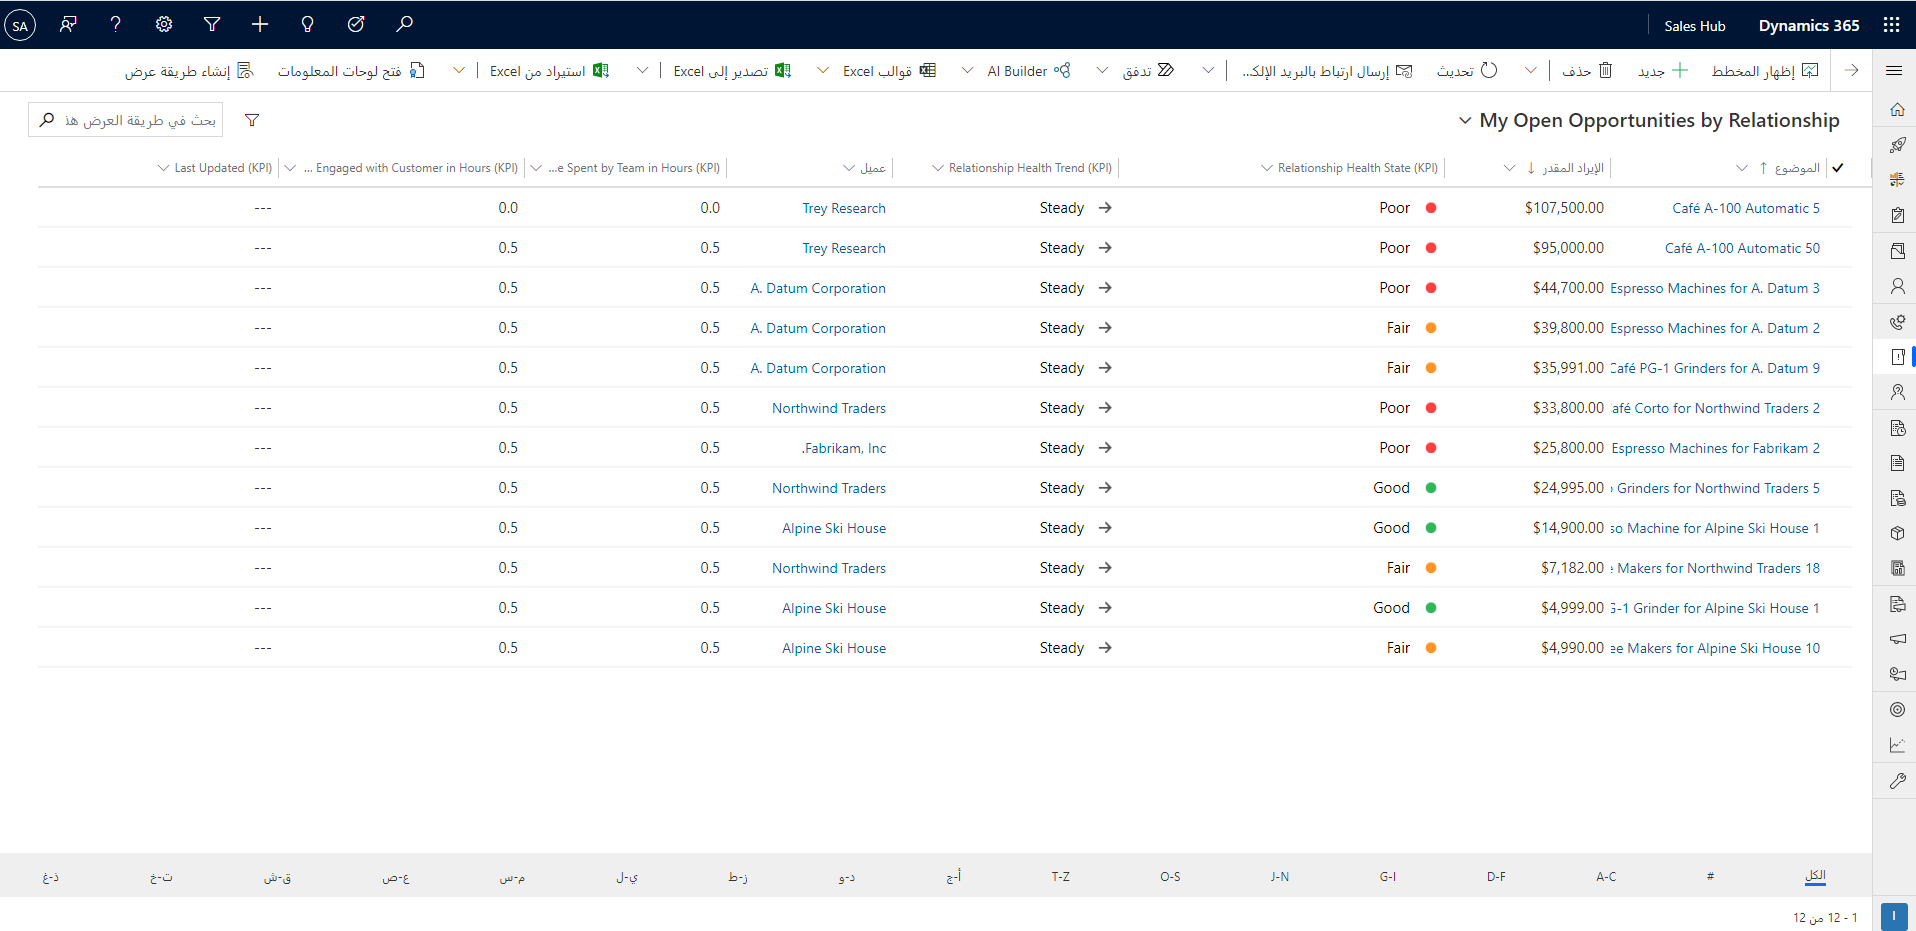 Dynamics 365 Sales Hub SA
إظهار المخطط جديد حذف تحديث إرسال ارتباط بالبريد الإلك... تدفق AI Builder قوالب Excel تصدير إلى Excel استيراد من Excel فتح لوحات المعلومات إنشاء طريقة عرض
My Open Opportunities by Relationship
بحث في طريقة العرض هذ
الموضوع الإيراد المقدر Relationship Health State (KPI) Relationship Health Trend (KPI) عميل ...e Spent by Team in Hours (KPI) ... Engaged with Customer in Hours (KPI) Last Updated (KPI)
5 Café A-100 Automatic $107,500.00 Poor Steady Trey Research 0.0 0.0 ---
50 Café A-100 Automatic $95,000.00 Poor Steady Trey Research 0.5 0.5 ---
3 Espresso Machines for A. Datum $44,700.00 Poor Steady A. Datum Corporation 0.5 0.5 ---
2 Espresso Machines for A. Datum $39,800.00 Fair Steady A. Datum Corporation 0.5 0.5 ---
9 Café PG-1 Grinders for A. Datum $35,991.00 Fair Steady A. Datum Corporation 0.5 0.5 ---
2 afé Corto for Northwind Traders $33,800.00 Poor Steady Northwind Traders 0.5 0.5 ---
2 Espresso Machines for Fabrikam $25,800.00 Poor Steady .Fabrikam, Inc 0.5 0.5 ---
5 Grinders for Northwind Traders $24,995.00 Good Steady Northwind Traders 0.5 0.5 ---
1 so Machine for Alpine Ski House $14,900.00 Good Steady Alpine Ski House 0.5 0.5 ---
18 Makers for Northwind Traders $7,182.00 Fair Steady Northwind Traders 0.5 0.5 ---
1 G-1 Grinder for Alpine Ski House $4,999.00 Good Steady Alpine Ski House 0.5 0.5 ---
10 ee Makers for Alpine Ski House $4,990.00 Fair Steady Alpine Ski House 0.5 0.5 ---
الكل # A-C D-F G-I J-N O-S T-Z أ-ج د-و ز-ط ي-ل م-س ع-ص ق-ش ت-خ ذ-غ
1 - 12 من 12
I